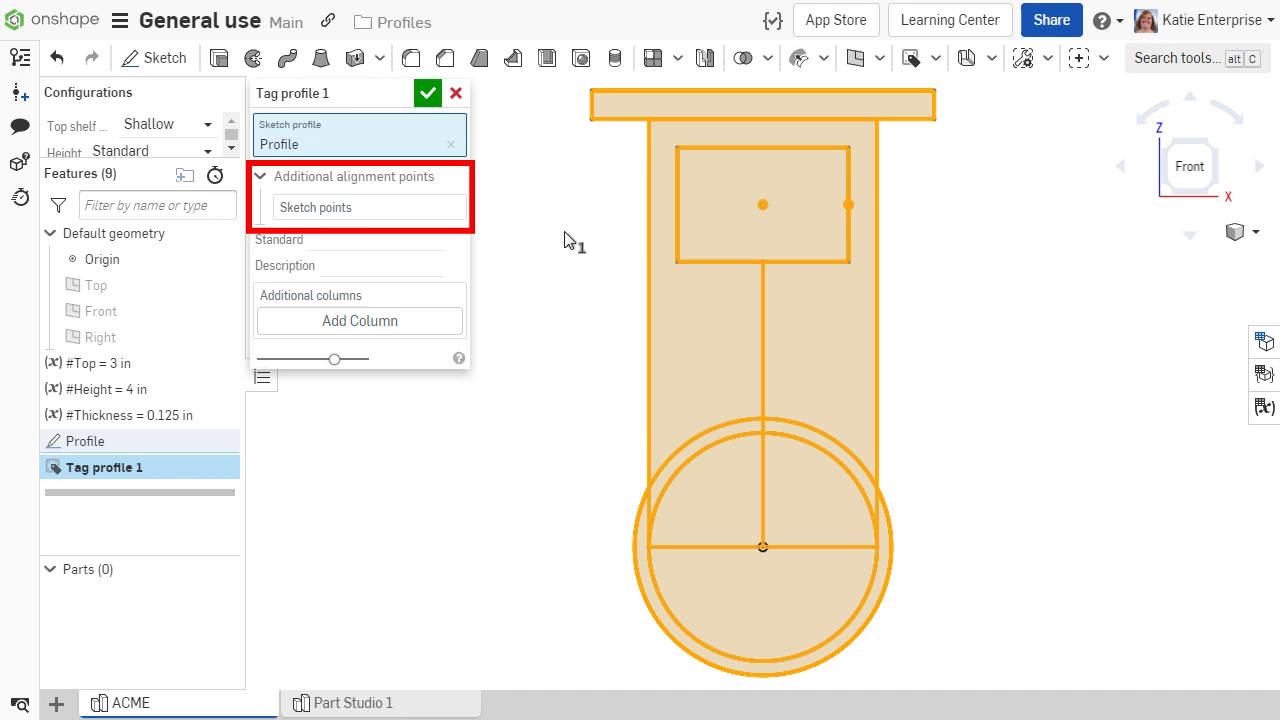 onshape General use Main Profiles App Store Learning Center Share Katie Enterprise
Sketch Search tools... alt C
Configurations
Top shelf ... Shallow
Height Standard
Features (9)
Filter by name or type
Default geometry
Origin
Top
Front
Right
(x) #Top = 3 in
(x) #Height = 4 in
(x) #Thickness = 0.125 in
Profile
Tag profile 1
Parts (0)
Tag profile 1
Sketch profile
Profile
Additional alignment points
Sketch points
Standard
Description
Additional columns
Add Column
1
Z
Front
X
ACME Part Studio 1